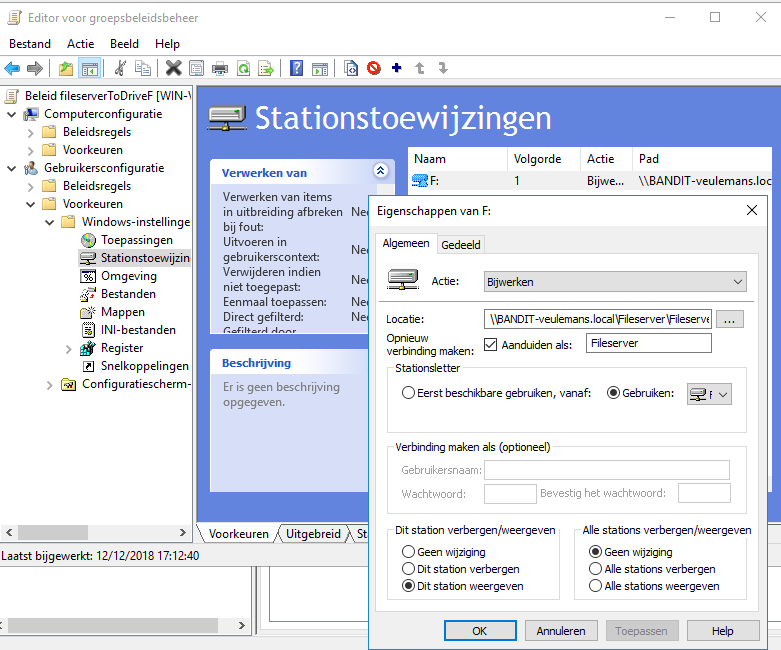 Editor voor groepsbeleidsbeheer
Bestand Actie Beeld Help
Beleid fileserverToDriveF [WIN-
Computerconfiguratie
Beleidsregels
Voorkeuren
Gebruikersconfiguratie
Beleidsregels
Voorkeuren
Windows-instellinge
Toepassingen
Stationstoewijzin
Omgeving
Bestanden
Mappen
INI-bestanden
Register
Snelkoppelingen
Configuratiescherm-
Stationstoewijzingen
Verwerken van
Verwerken van items
in uitbreiding afbreken
bij fout:
Nee
Uitvoeren in
gebruikerscontext:
Nee
Verwijderen indien
niet toegepast:
Nee
Eenmaal toepassen: Nee
Direct gefilterd: Nee
Gefilterd door
Beschrijving
Er is geen beschrijving
opgegeven.
Naam Volgorde Actie Pad
F: 1 Bijwe... \\BANDIT-veulemans.loc
Voorkeuren Uitgebreid St
Laatst bijgewerkt: 12/12/2018 17:12:40
Eigenschappen van F:
Algemeen Gedeeld
Actie: Bijwerken
Locatie: \\BANDIT-veulemans.local\Fileserver\Fileserve ...
Opnieuw
verbinding maken: Aanduiden als: Fileserver
Stationsletter
Eerst beschikbare gebruiken, vanaf: Gebruiken: F
Verbinding maken als (optioneel)
Gebruikersnaam:
Wachtwoord: Bevestig het wachtwoord:
Dit station verbergen/weergeven
Geen wijziging
Dit station verbergen
Dit station weergeven
Alle stations verbergen/weergeven
Geen wijziging
Alle stations verbergen
Alle stations weergeven
OK Annuleren Toepassen Help